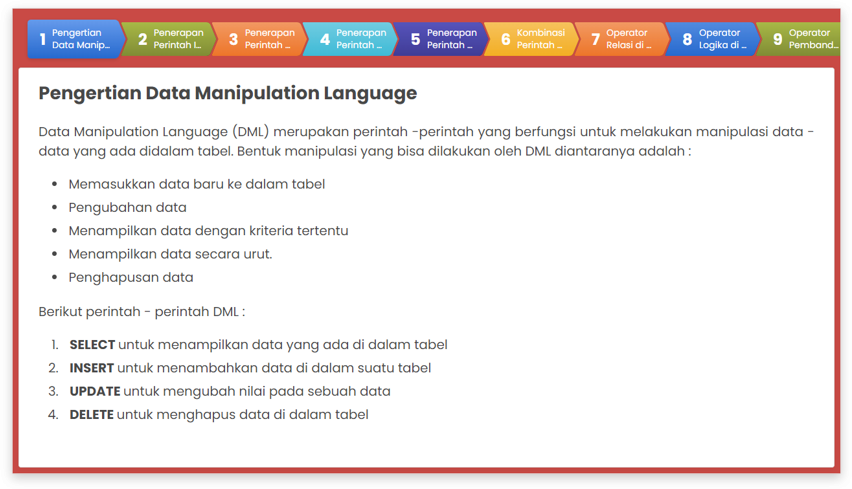 1 Pengertian
Data Manip...
2 Penerapan
Perintah I...
3 Penerapan
Perintah ...
4 Penerapan
Perintah ...
5 Penerapan
Perintah ...
6 Kombinasi
Perintah ...
7 Operator
Relasi di ...
8 Operator
Logika di ...
9 Operator
Pemband...
Pengertian Data Manipulation Language
Data Manipulation Language (DML) merupakan perintah -perintah yang berfungsi untuk melakukan manipulasi data -
data yang ada didalam tabel. Bentuk manipulasi yang bisa dilakukan oleh DML diantaranya adalah :
• Memasukkan data baru ke dalam tabel
• Pengubahan data
• Menampilkan data dengan kriteria tertentu
• Menampilkan data secara urut.
• Penghapusan data
Berikut perintah - perintah DML :
1. SELECT untuk menampilkan data yang ada di dalam tabel
2. INSERT untuk menambahkan data di dalam suatu tabel
3. UPDATE untuk mengubah nilai pada sebuah data
4. DELETE untuk menghapus data di dalam tabel